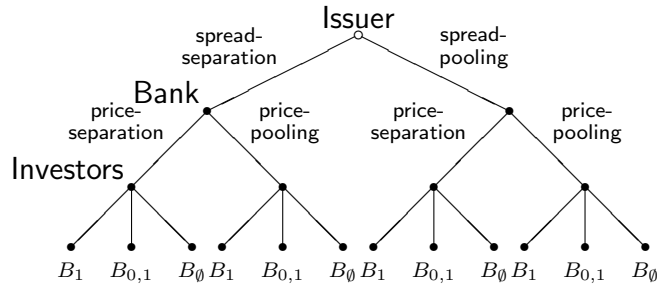 Issuer
spread-
separation
spread-
pooling
Bank
price-
separation
price-
pooling
price-
separation
price-
pooling
Investors
B₁ B₀,₁ B∅ B₁ B₀,₁ B∅ B₁ B₀,₁ B∅ B₁ B₀,₁ B∅